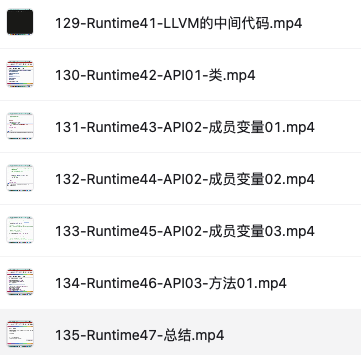 129-Runtime41-LLVM的中间代码.mp4
130-Runtime42-API01-类.mp4
131-Runtime43-API02-成员变量01.mp4
132-Runtime44-API02-成员变量02.mp4
133-Runtime45-API02-成员变量03.mp4
134-Runtime46-API03-方法01.mp4
135-Runtime47-总结.mp4